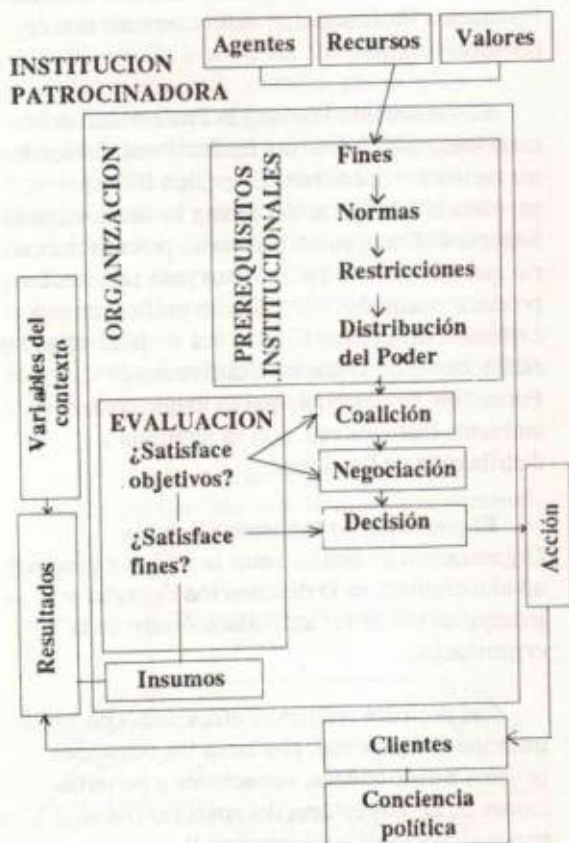 Agentes
Recursos
Valores
INSTITUCION
PATROCINADORA
ORGANIZACION
PREREQUISITOS
INSTITUCIONALES
Fines
Normas
Restricciones
Distribución
del Poder
Variables del
contexto
EVALUACION
¿Satisface
objetivos?
¿Satisface
fines?
Coalición
Negociación
Decisión
Acción
Resultados
Insumos
Clientes
Conciencia
política